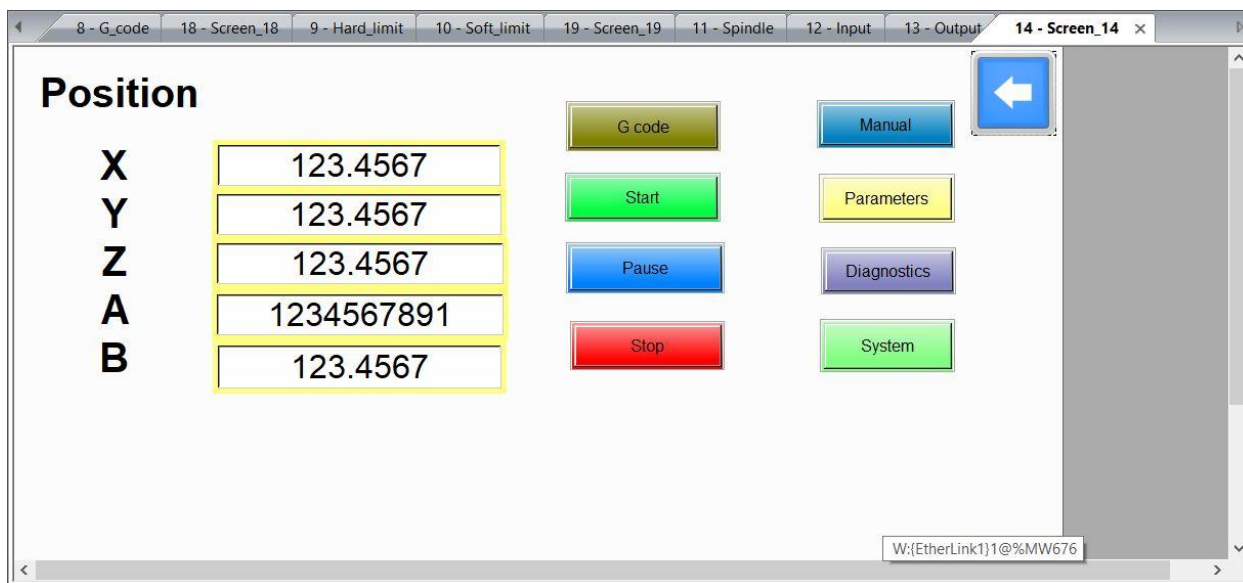 8 - G_code 18 - Screen_18 9 - Hard_limit 10 - Soft_limit 19 - Screen_19 11 - Spindle 12 - Input 13 - Output 14 - Screen_14 ×
Position
X 123.4567
Y 123.4567
Z 123.4567
A 1234567891
B 123.4567
G code Manual
Start Parameters
Pause Diagnostics
Stop System
W:{EtherLink1}1@%MW676